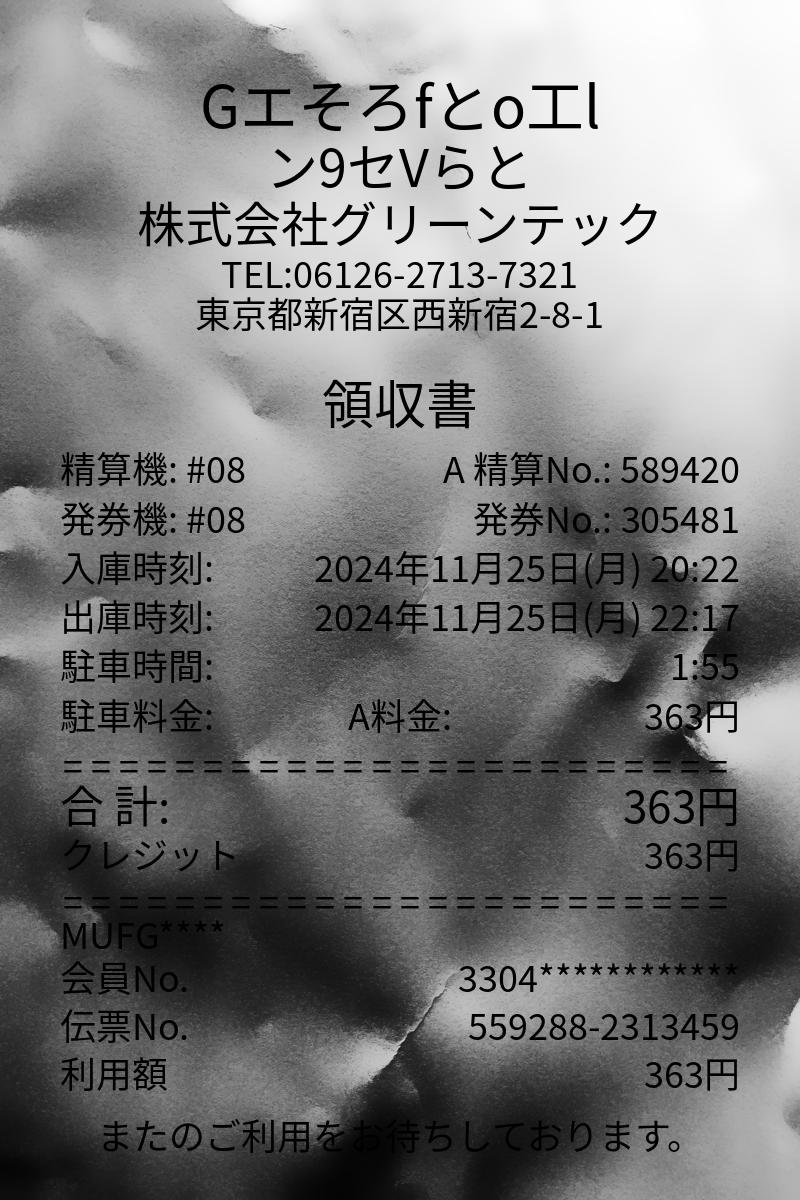 Gエそろfとo工l
ン9セVらと
株式会社グリーンテック
TEL:06126-2713-7321
東京都新宿区西新宿2-8-1
領収書
精算機: #08 A 精算No.: 589420
発券機: #08 発券No.: 305481
入庫時刻: 2024年11月25日(月) 20:22
出庫時刻: 2024年11月25日(月) 22:17
駐車時間: 1:55
駐車料金: A料金: 363円
========================
合 計: 363円
クレジット 363円
========================
MUFG****
会員No. 3304************
伝票No. 559288-2313459
利用額 363円
またのご利用をお待ちしております。